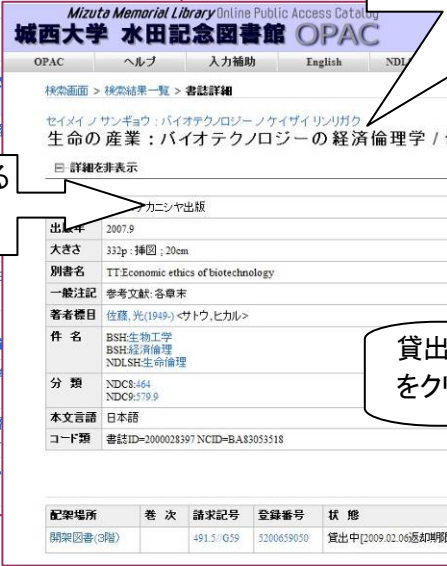 Mizuta Memorial Library Online Public Access Catalog
城西大学 水田記念図書館 OPAC
OPAC ヘルプ 入力補助 English NDL
検索画面 > 検索結果一覧 > 書誌詳細
セイメイ ノ サンギョウ : バイオテクノロジー ノ ケイザイ リンリガク
生命の産業 : バイオテクノロジーの経済倫理学 /
詳細を非表示
る
カニシヤ出版
出版年 2007.9
大きさ 332p : 挿図 ; 20cm
別書名 TT:Economic ethics of biotechnology
一般注記 参考文献: 各章末
著者標目 佐藤, 光(1949-) <サトウ, ヒカル>
件 名 BSH:生物工学
BSH:経済倫理
NDLSH:生命倫理
貸出
をクリ
分 類 NDC8:464
NDC9:579.9
本文言語 日本語
コード類 書誌ID=2000028397 NCID=BA83053518
配架場所 巻 次 請求記号 登録番号 状 態
開架図書(3階) 491.5//G59 5200659050 貸出中[2009.02.06返却期限